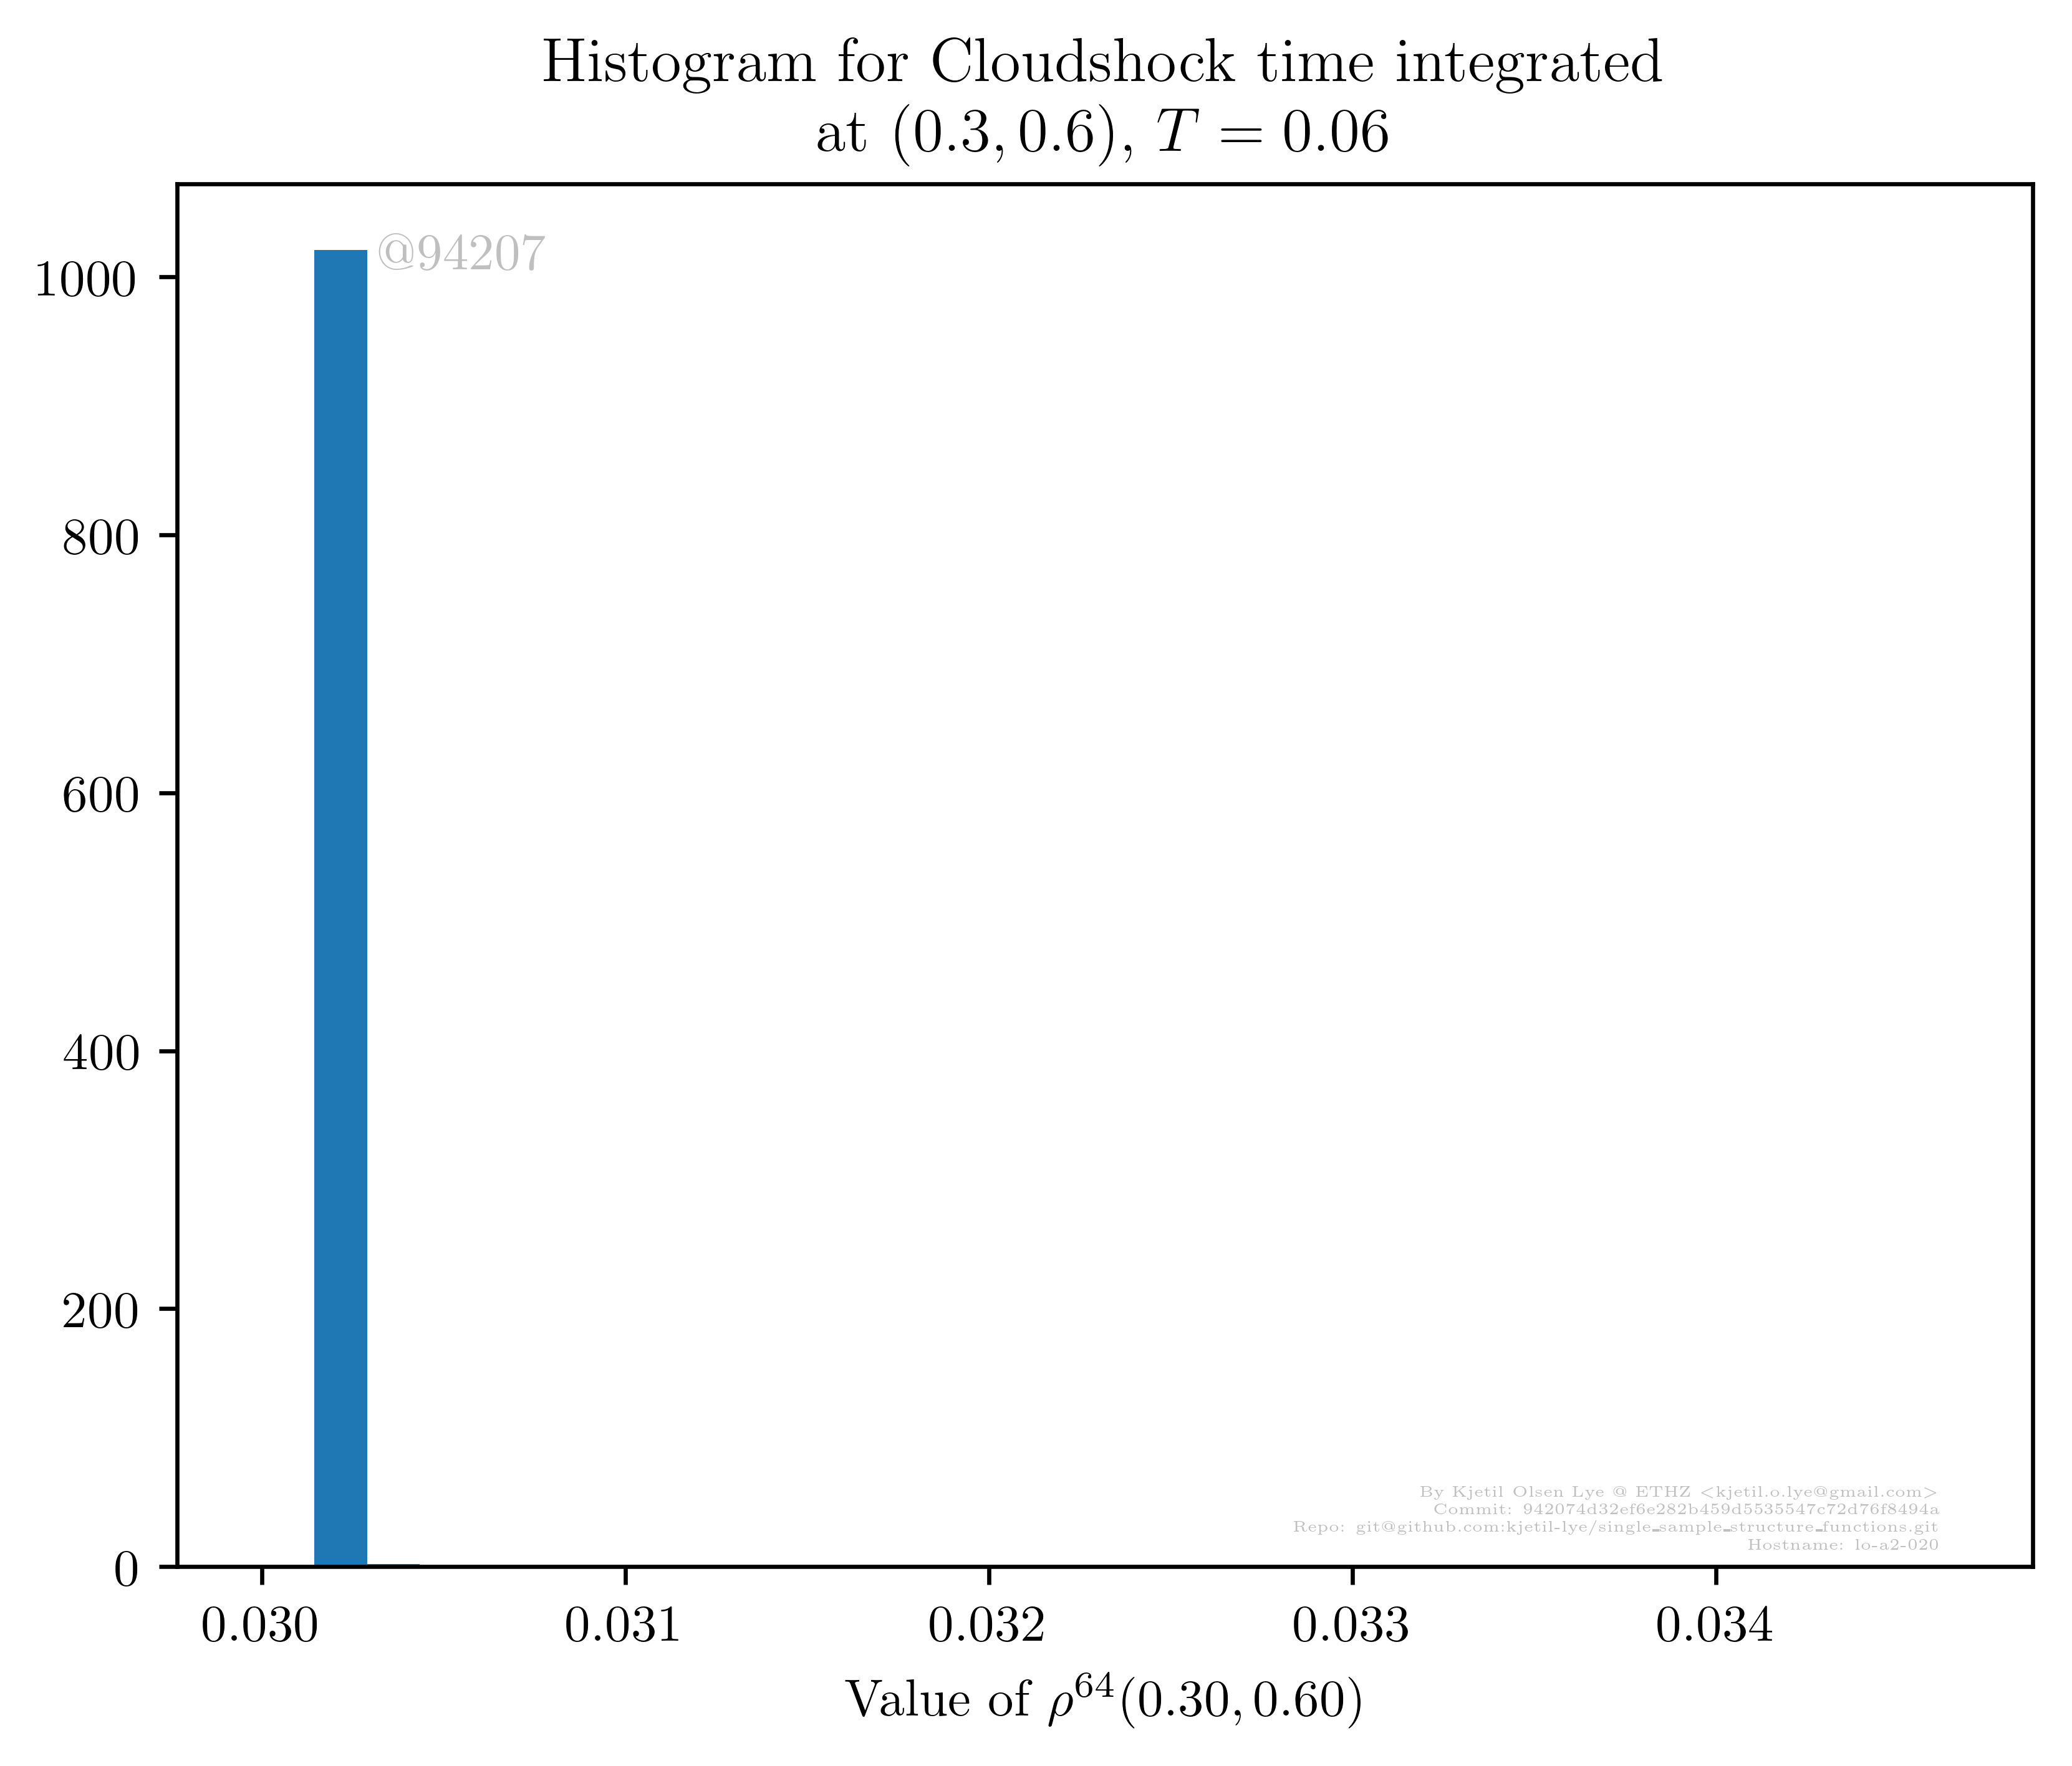 Histogram for Cloudshock time integrated
at (0.3, 0.6), T = 0.06
@94207
1000
800
600
400
200
0
0.030 0.031 0.032 0.033 0.034
Value of ρ^64(0.30, 0.60)
By Kjetil Olsen Lye @ ETHZ <kjetil.o.lye@gmail.com>
Commit: 942074d32ef6e282b459d5535547c72d76f8494a
Repo: git@github.com:kjetil-lye/single_sample_structure_functions.git
Hostname: lo-a2-020